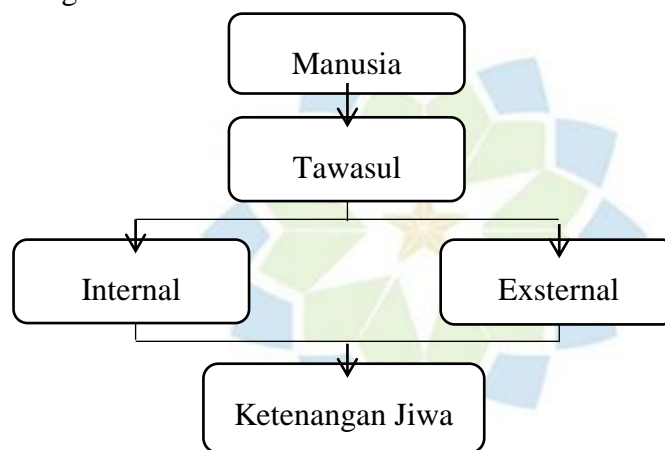 Manusia
Tawasul
Internal
Exsternal
Ketenangan Jiwa